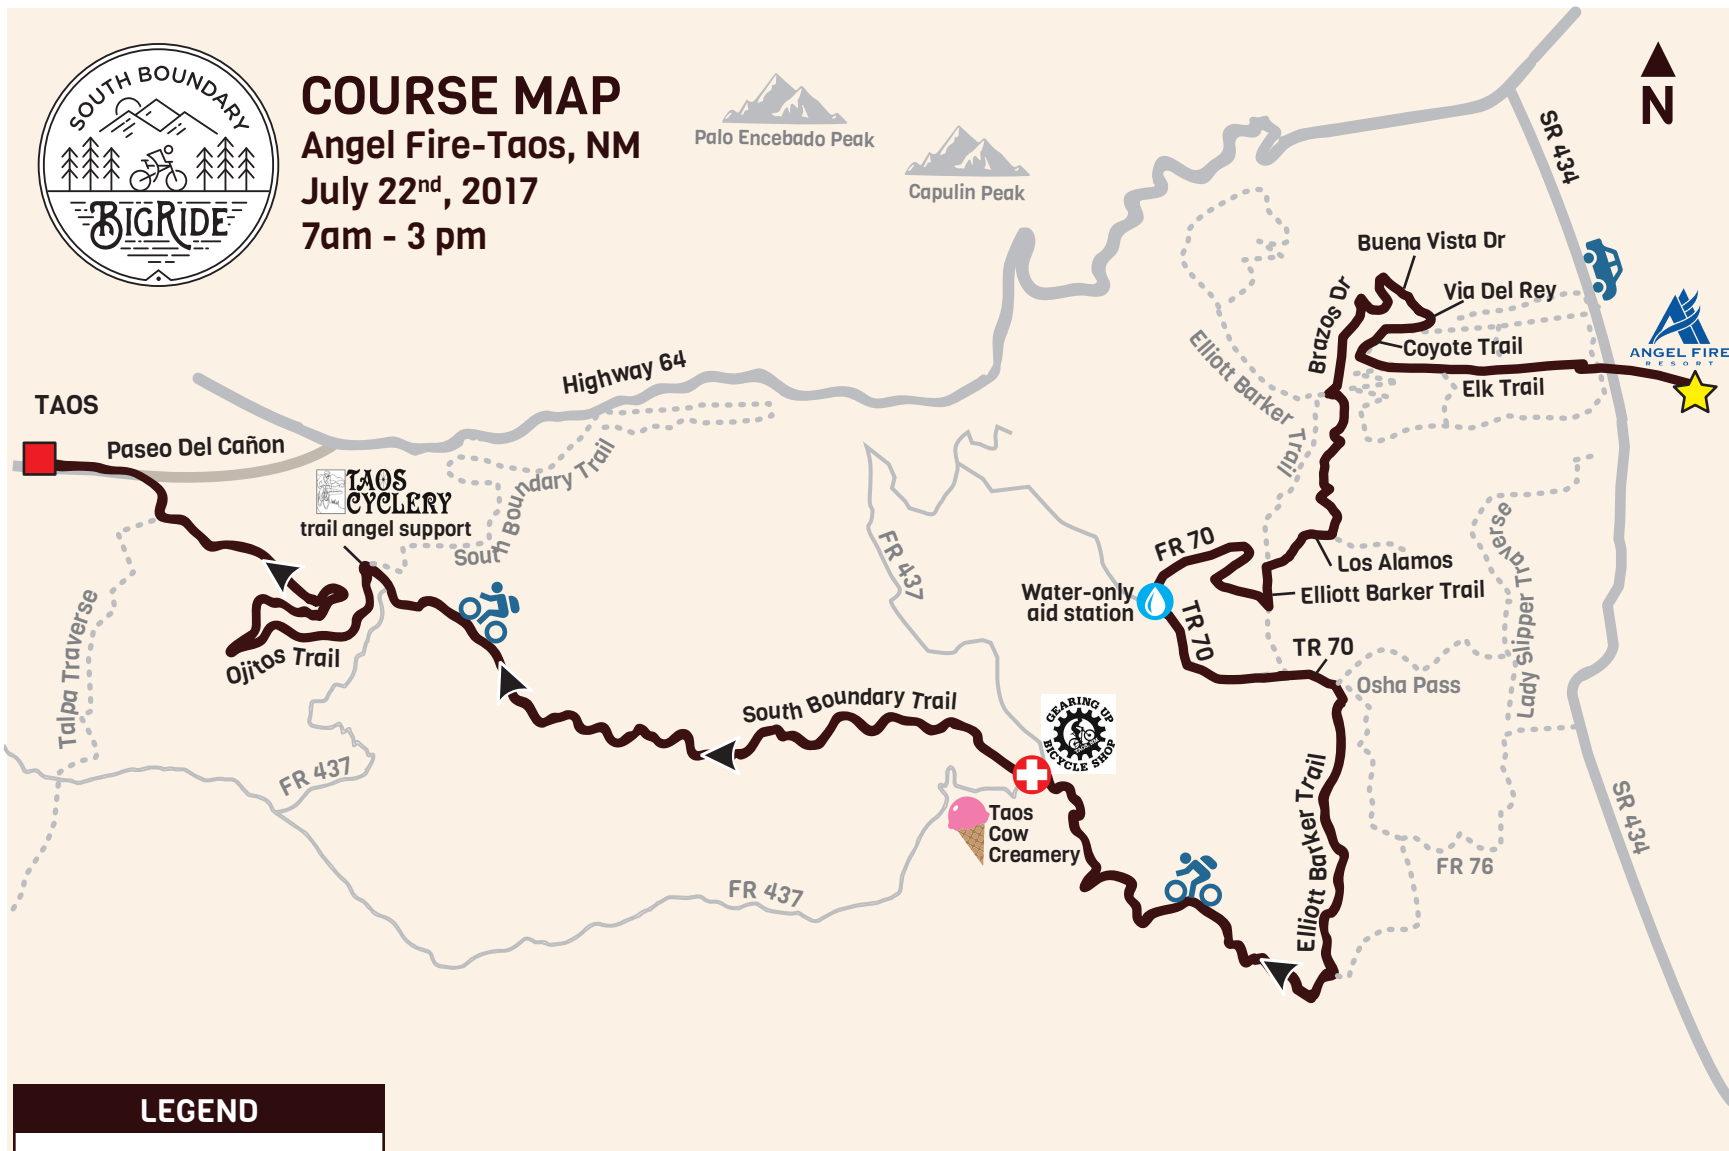 SOUTH BOUNDARY
BIGRIDE
COURSE MAP
Angel Fire-Taos, NM
July 22nd, 2017
7am - 3 pm
Palo Encebado Peak
Capulin Peak
N
SR 434
Buena Vista Dr
Via Del Rey
Brazos Dr
Coyote Trail
Elk Trail
ANGEL FIRE
RESORT
Elliott Barker Trail
Highway 64
TAOS
Paseo Del Cañon
TAOS
CYCLERY
trail angel support
South Boundary Trail
FR 437
FR 70
Los Alamos
Elliott Barker Trail
Water-only
aid station
TR 70
TR 70
Osha Pass
Lady Slipper Traverse
Talpa Traverse
Ojitos Trail
South Boundary Trail
GEARING UP
BICYCLE SHOP
FR 437
Taos
Cow
Creamery
Elliott Barker Trail
FR 76
SR 434
FR 437
LEGEND